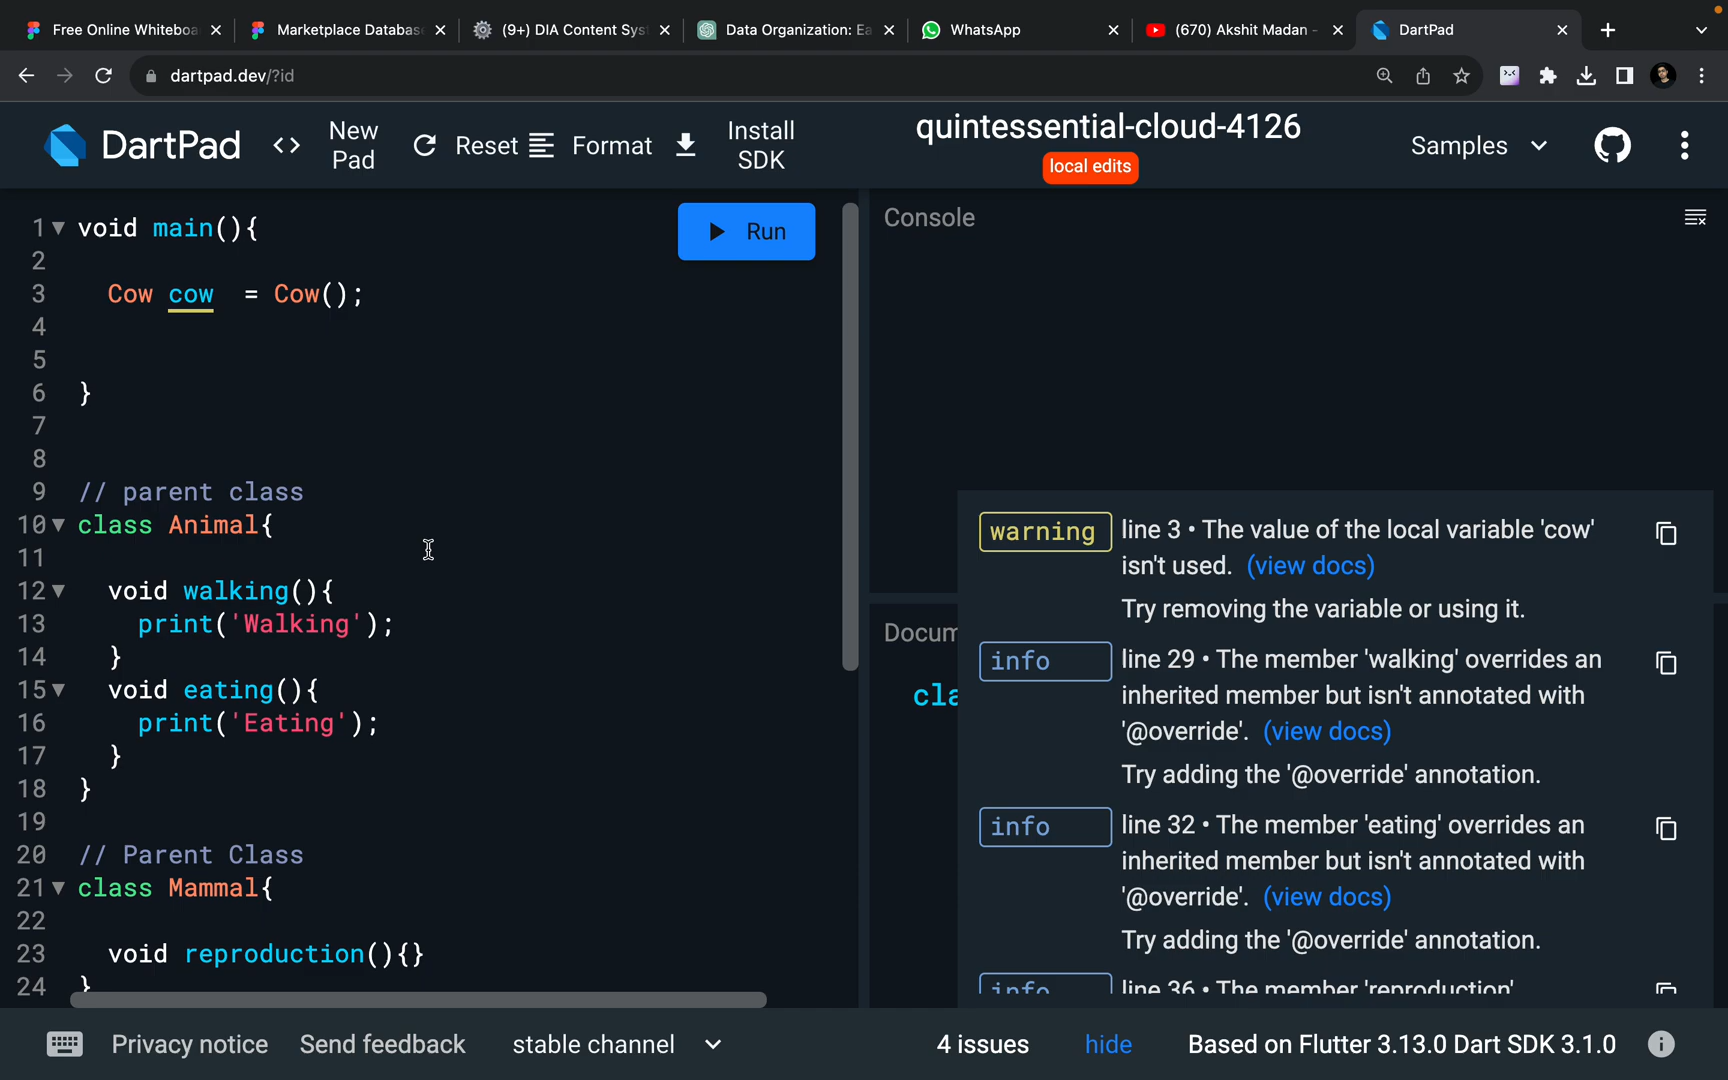 Free Online Whiteboa
Marketplace Databas
(9+) DIA Content Sys
Data Organization: Ea
WhatsApp
(670) Akshit Madan -
DartPad
dartpad.dev/?id
DartPad
<> New Pad
Reset
Format
Install SDK
quintessential-cloud-4126
local edits
Samples
Run
1 void main(){
2
3 Cow cow  = Cow();
4
5
6 }
7
8
9 // parent class
10 class Animal{
11
12 void walking(){
13 print('Walking');
14 }
15 void eating(){
16 print('Eating');
17 }
18 }
19
20 // Parent Class
21 class Mammal{
22
23 void reproduction(){}
24 }
Console
Docum
cla
warning line 3 • The value of the local variable 'cow'
isn't used. (view docs)
Try removing the variable or using it.
info line 29 • The member 'walking' overrides an
inherited member but isn't annotated with
'@override'. (view docs)
Try adding the '@override' annotation.
info line 32 • The member 'eating' overrides an
inherited member but isn't annotated with
'@override'. (view docs)
Try adding the '@override' annotation.
info line 36 • The member 'reproduction'
Privacy notice
Send feedback
stable channel
4 issues
hide
Based on Flutter 3.13.0 Dart SDK 3.1.0